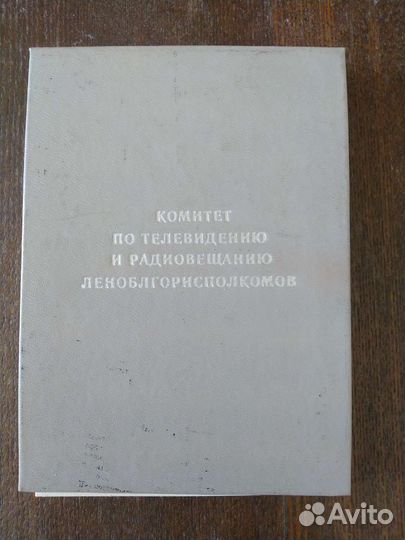 КОМИТЕТ
ПО ТЕЛЕВИДЕНИЮ
И РАДИОВЕЩАНИЮ
ЛЕНОБЛГОРИСПОЛКОМОВ
Avito